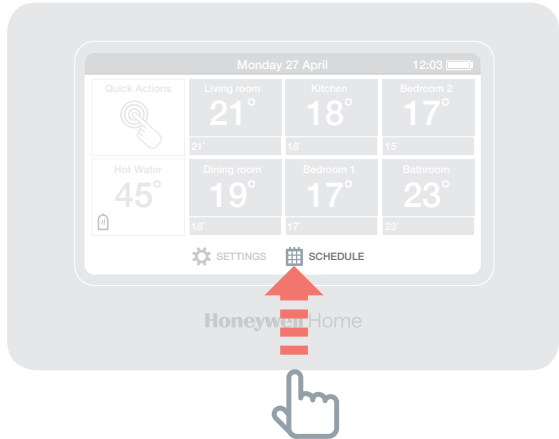 Monday 27 April 12:03
Quick Actions Living room Kitchen Bedroom 2
21° 18° 17°
21° 18° 15°
Hot Water Dining room Bedroom 1 Bathroom
45° 19° 17° 23°
18° 17° 23°
SETTINGS SCHEDULE
Honeywell Home